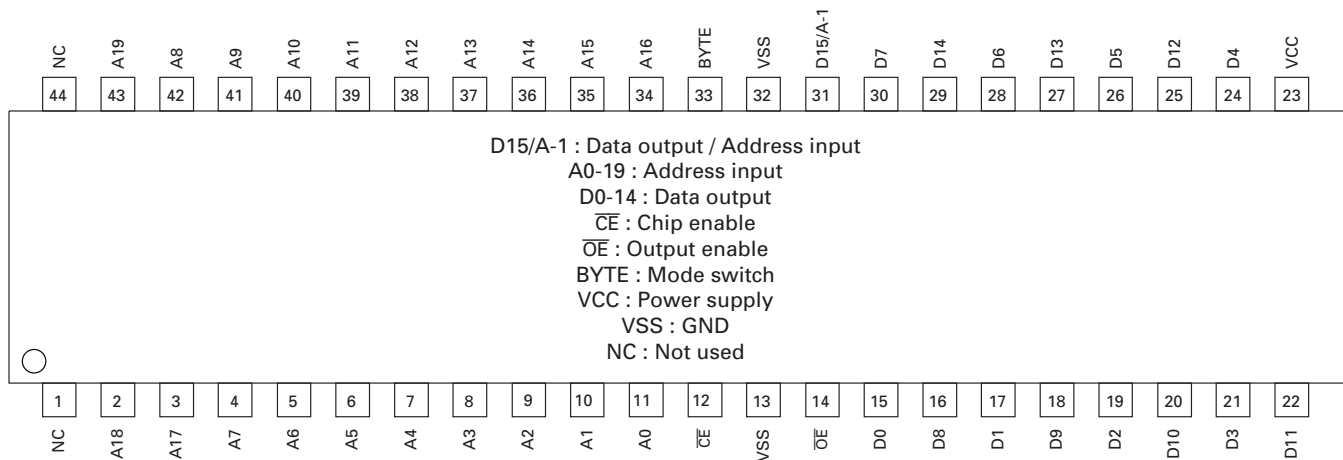 NC A19 A8 A9 A10 A11 A12 A13 A14 A15 A16 BYTE VSS D15/A-1 D7 D14 D6 D13 D5 D12 D4 VCC
44 43 42 41 40 39 38 37 36 35 34 33 32 31 30 29 28 27 26 25 24 23
D15/A-1 : Data output / Address input
A0-19 : Address input
D0-14 : Data output
C̅E̅ : Chip enable
O̅E̅ : Output enable
BYTE : Mode switch
VCC : Power supply
VSS : GND
NC : Not used
1 2 3 4 5 6 7 8 9 10 11 12 13 14 15 16 17 18 19 20 21 22
NC A18 A17 A7 A6 A5 A4 A3 A2 A1 A0 C̅E̅ VSS O̅E̅ D0 D8 D1 D9 D2 D10 D3 D11